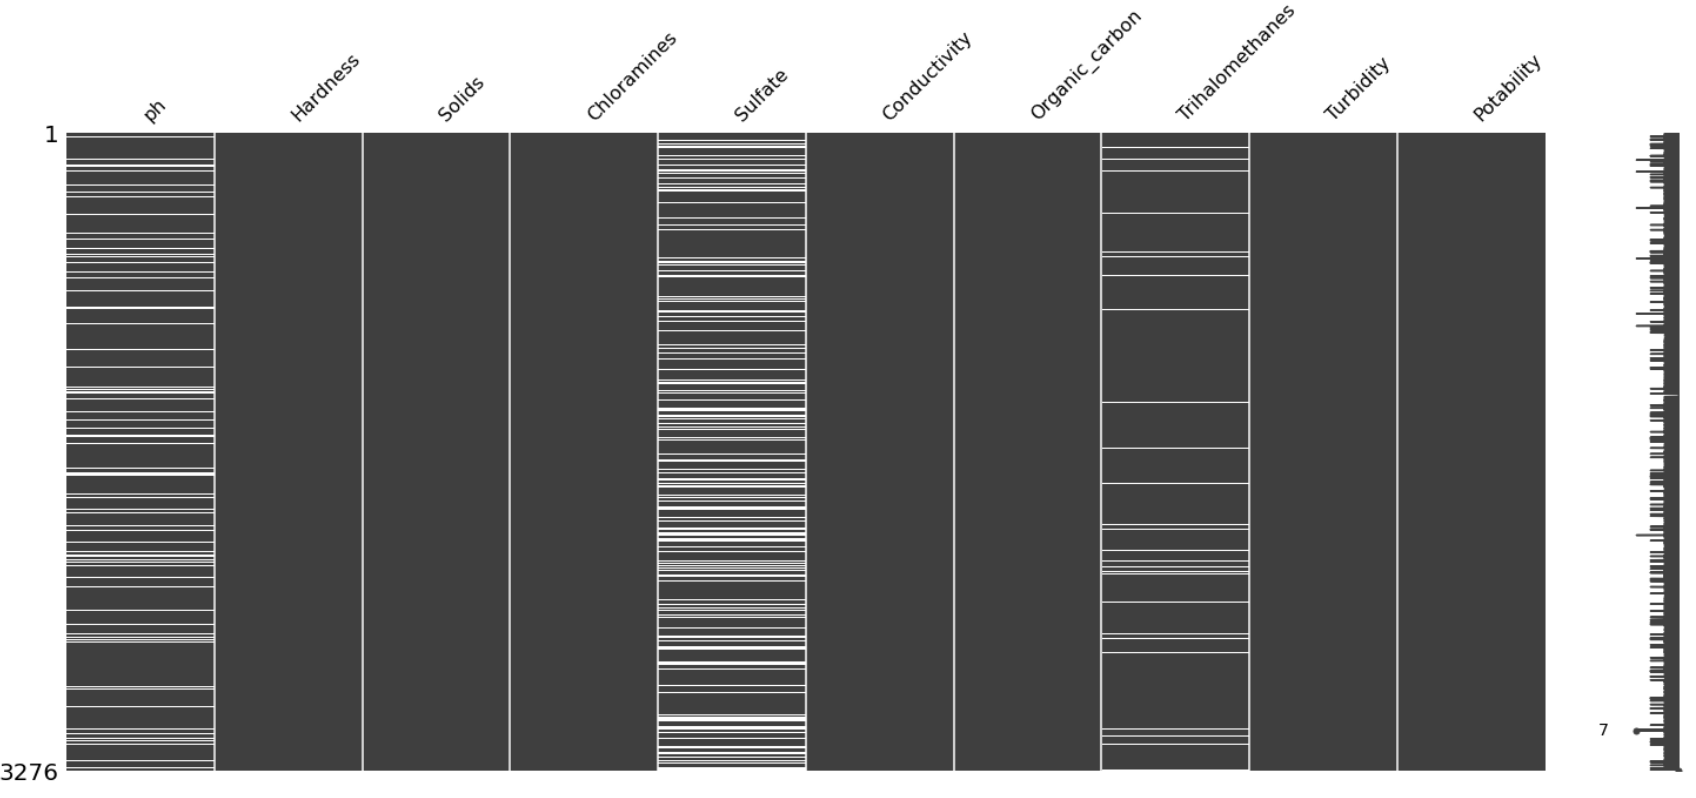 ph
Hardness
Solids
Chloramines
Sulfate
Conductivity
Organic_carbon
Trihalomethanes
Turbidity
Potability
1
7
3276